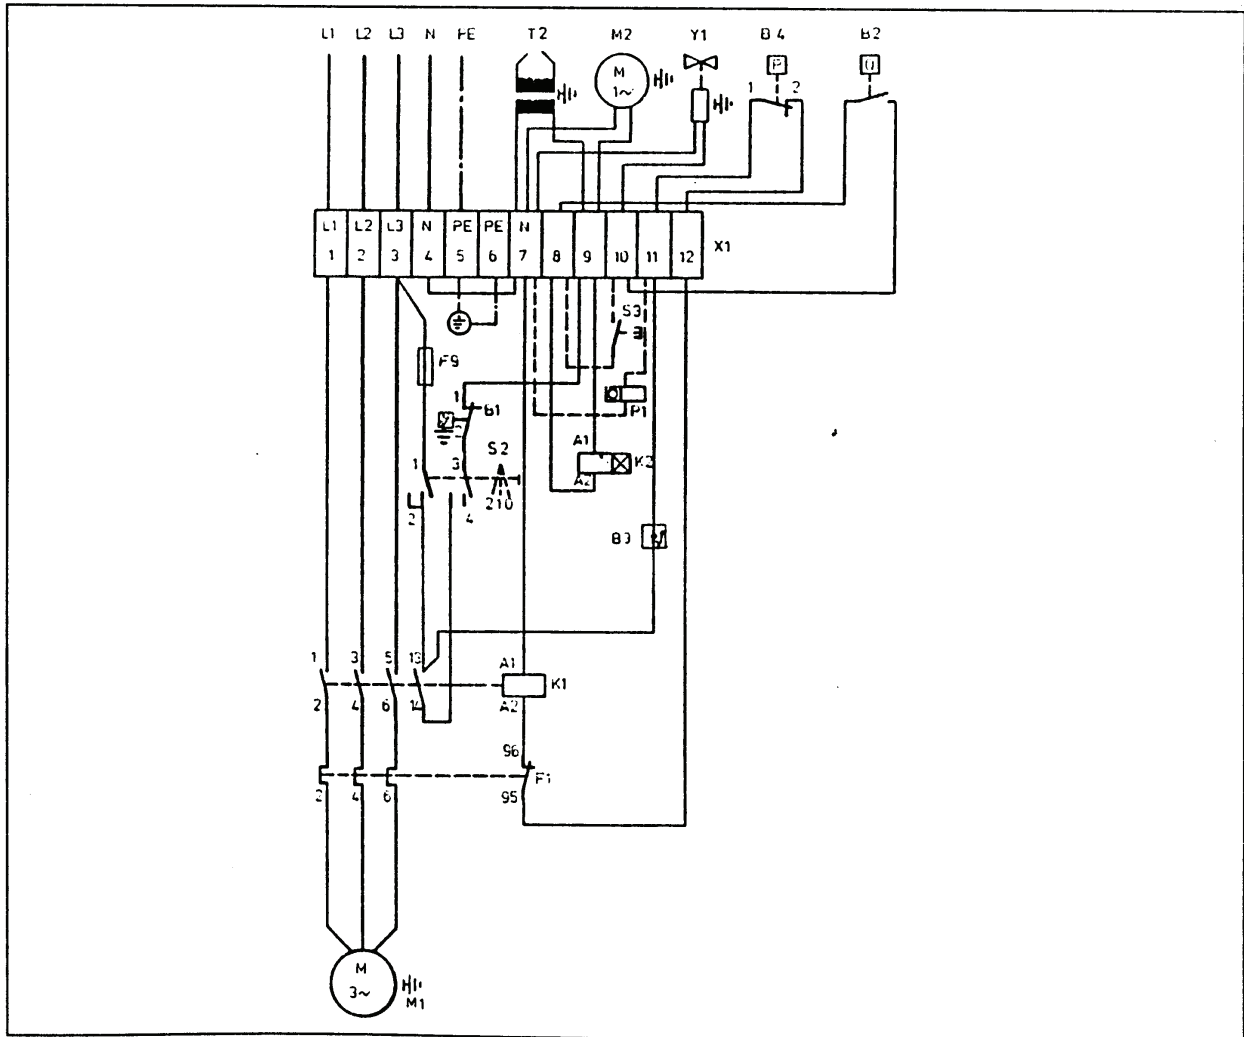 L1 L2 L3 N PE T2 M2 Y1 B4 B2
P U
M
1~
1 2
L1 L2 L3 N PE PE N
1 2 3 4 5 6 7 8 9 10 11 12 X1
S3
F9
1 B1
P1
2
A1
S2 K2
1 3 A2
210
2 4
B3
1 3 5 13 A1
K1
2 4 6 14 A2
96
F1
2 4 6 95
M
3~
M1